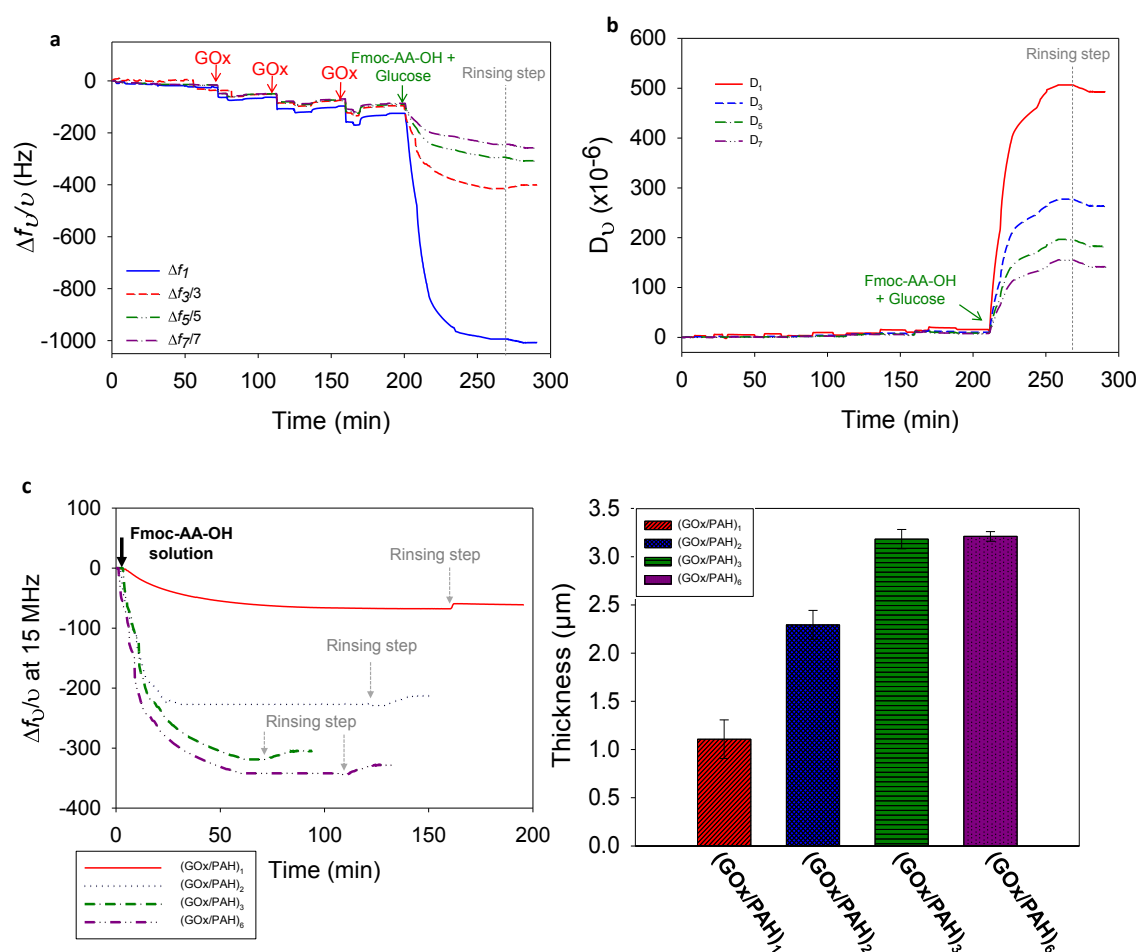 a
GOx
GOx
GOx
Fmoc-AA-OH +
Glucose
Rinsing step
0
-200
-400
-600
-800
-1000
Δfυ/υ (Hz)
Δf1
Δf3/3
Δf5/5
Δf7/7
0 50 100 150 200 250 300
Time (min)
b
600
500
400
300
200
100
0
Dυ (x10-6)
D1
D3
D5
D7
Rinsing step
Fmoc-AA-OH
+ Glucose
0 50 100 150 200 250 300
Time (min)
c
100
0
-100
-200
-300
-400
Δfυ/υ at 15 MHz
Fmoc-AA-OH
solution
Rinsing step
Rinsing step
Rinsing step
0 50 100 150 200
Time (min)
(GOx/PAH)1
(GOx/PAH)2
(GOx/PAH)3
(GOx/PAH)6
3.5
3.0
2.5
2.0
1.5
1.0
0.5
0.0
Thickness (µm)
(GOx/PAH)1
(GOx/PAH)2
(GOx/PAH)3
(GOx/PAH)6
(GOx/PAH)1
(GOx/PAH)2
(GOx/PAH)3
(GOx/PAH)6